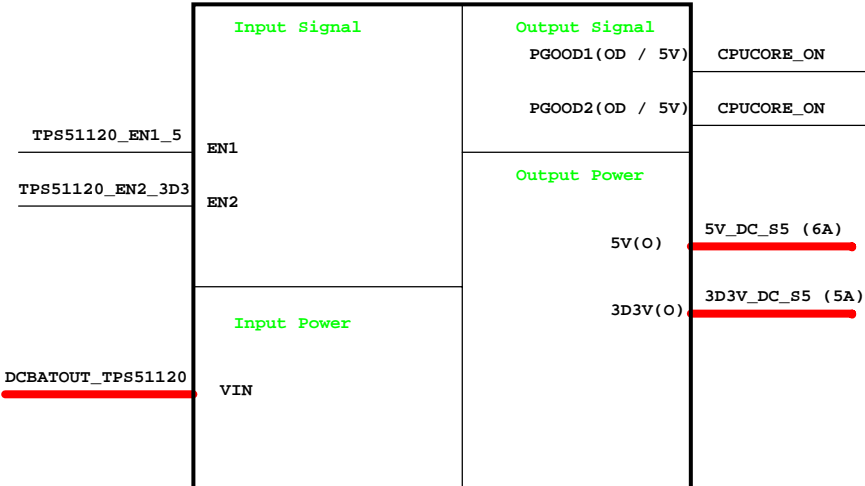 Input Signal
Output Signal
PGOOD1(OD / 5V)
CPUCORE_ON
PGOOD2(OD / 5V)
CPUCORE_ON
TPS51120_EN1_5
EN1
TPS51120_EN2_3D3
EN2
Output Power
5V(O)
5V_DC_S5 (6A)
3D3V(O)
3D3V_DC_S5 (5A)
Input Power
DCBATOUT_TPS51120
VIN